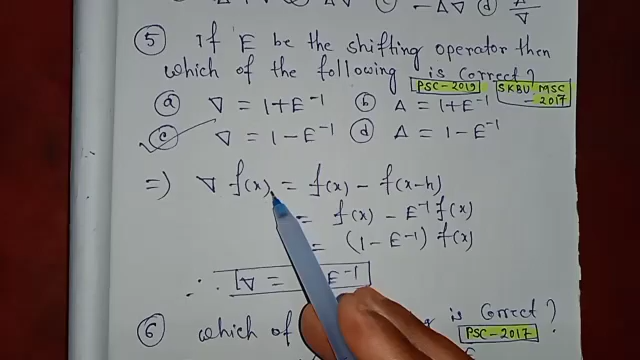 (c) - Δ∇ (d)
∇
(5) If E be the shifting operator then
which of the following is correct?
PSC-2019 SKBU MSC - 2017
(a) ∇ = 1+E⁻¹ (b) Δ = 1+E⁻¹
(c) ∇ = 1-E⁻¹ (d) Δ = 1-E⁻¹
=) ∇ f(x) = f(x) - f(x-h)
= f(x) - E⁻¹ f(x)
= (1-E⁻¹) f(x)
∴ ∇ = E⁻¹
(6) which of is correct?
PSC-2017